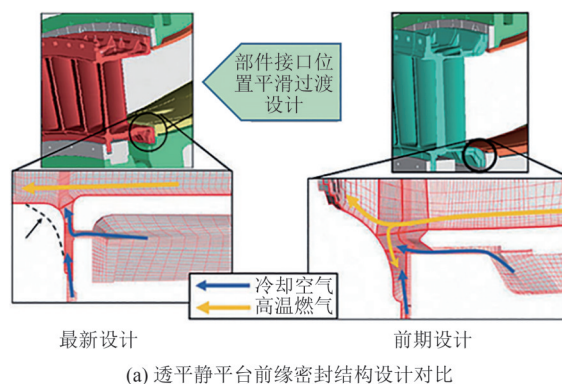 部件接口位
置平滑过渡
设计
冷却空气
高温燃气
最新设计
前期设计
(a) 透平静平台前缘密封结构设计对比